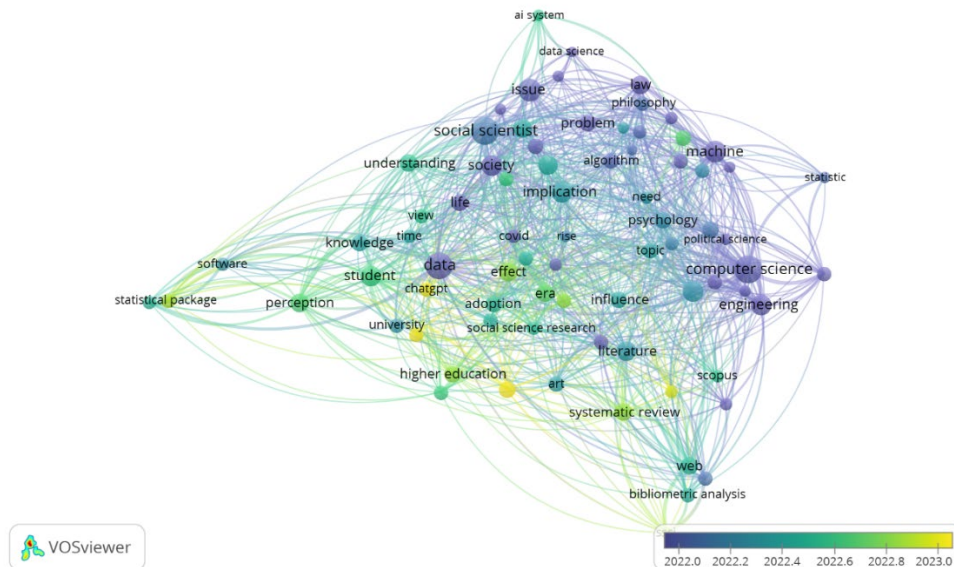 ai system
data science
issue
law
philosophy
social scientist
problem
machine
understanding
society
algorithm
statistic
implication
life
need
view
psychology
knowledge
time
covid
rise
political science
topic
software
data
computer science
student
effect
chatgpt
era
statistical package
perception
adoption
influence
engineering
university
social science research
literature
higher education
art
scopus
systematic review
web
bibliometric analysis
VOSviewer
2022.0 2022.2 2022.4 2022.6 2022.8 2023.0